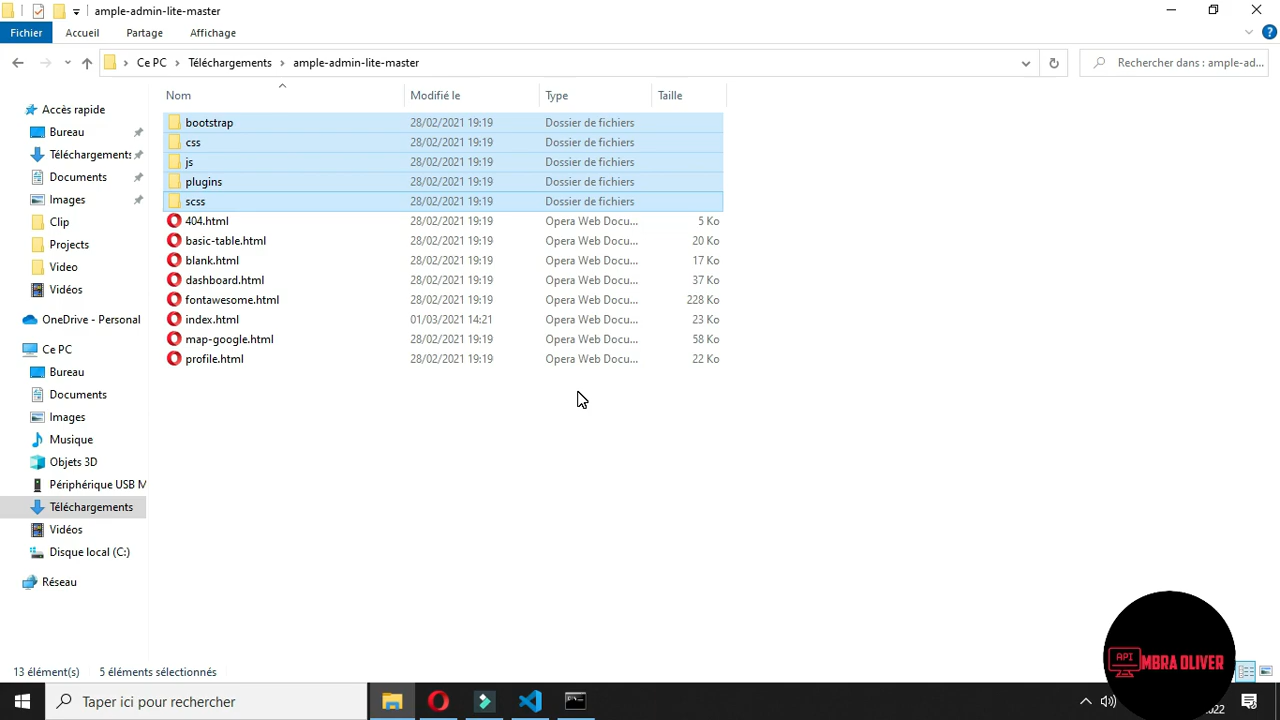 ample-admin-lite-master
Fichier Accueil Partage Affichage
Ce PC Téléchargements ample-admin-lite-master
Rechercher dans : ample-ad...
Nom Modifié le Type Taille
Accès rapide
Bureau
Téléchargements
Documents
Images
Clip
Projects
Video
Vidéos
OneDrive - Personal
Ce PC
Bureau
Documents
Images
Musique
Objets 3D
Périphérique USB M
Téléchargements
Vidéos
Disque local (C:)
Réseau
bootstrap 28/02/2021 19:19 Dossier de fichiers
css 28/02/2021 19:19 Dossier de fichiers
js 28/02/2021 19:19 Dossier de fichiers
plugins 28/02/2021 19:19 Dossier de fichiers
scss 28/02/2021 19:19 Dossier de fichiers
404.html 28/02/2021 19:19 Opera Web Docu... 5 Ko
basic-table.html 28/02/2021 19:19 Opera Web Docu... 20 Ko
blank.html 28/02/2021 19:19 Opera Web Docu... 17 Ko
dashboard.html 28/02/2021 19:19 Opera Web Docu... 37 Ko
fontawesome.html 28/02/2021 19:19 Opera Web Docu... 228 Ko
index.html 01/03/2021 14:21 Opera Web Docu... 23 Ko
map-google.html 28/02/2021 19:19 Opera Web Docu... 58 Ko
profile.html 28/02/2021 19:19 Opera Web Docu... 22 Ko
API
MBRA OLIVER
13 élément(s) 5 éléments sélectionnés
Taper ici pour rechercher
2022